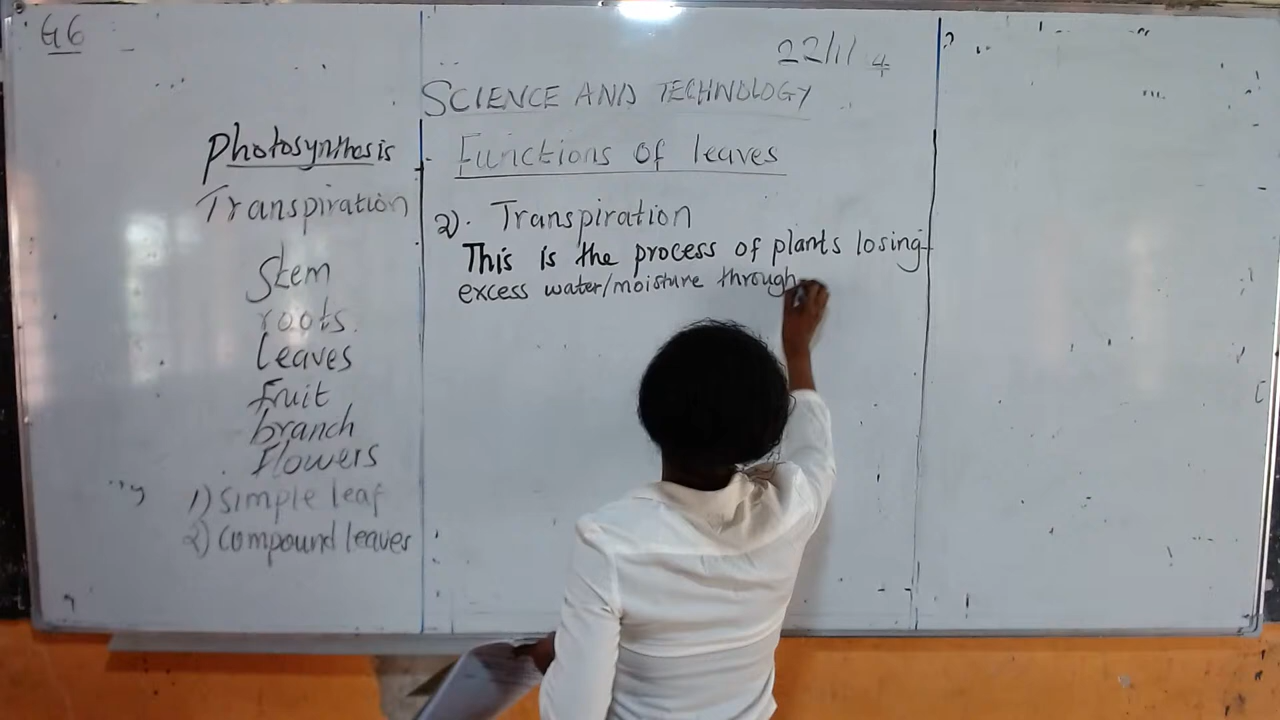 G6
22/11/4
SCIENCE AND TECHNOLOGY
Photosynthesis
Transpiration
Stem
roots.
Leaves
Fruit
branch
Flowers
1) Simple leaf
2) Compound leaves
Functions of leaves
2). Transpiration
This is the process of plants losing
excess water/moisture through